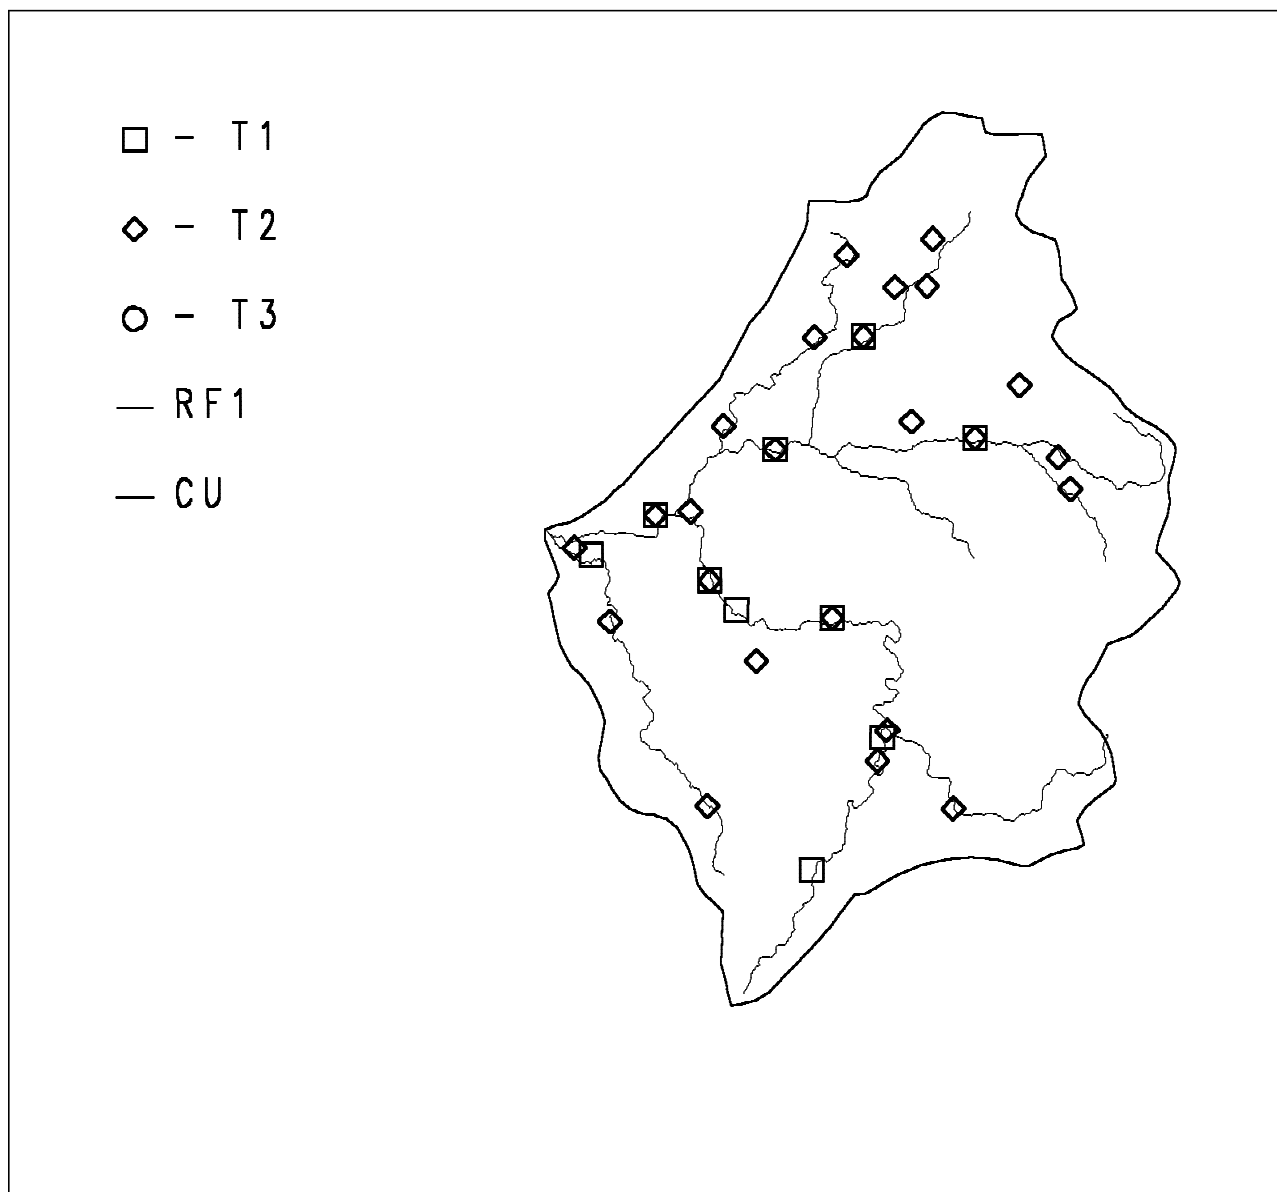 – T1
– T2
– T3
— RF1
— CU